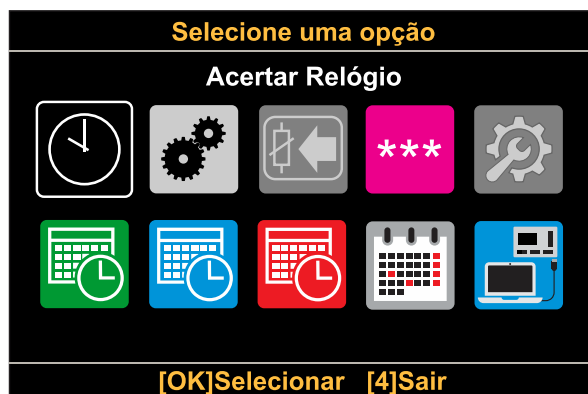 Selecione uma opção
Acertar Relógio
***
[OK]Selecionar [4]Sair